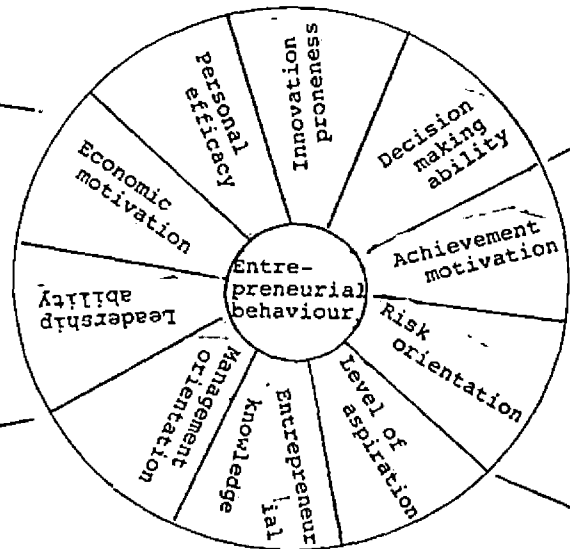 Innovation
proneness
Decision
making
ability
Achievement
motivation
Risk
orientation
Level of
aspiration
Entrepreneur
ial
knowledge
Management
orientation
Leadership
ability
Economic
motivation
Personal
efficacy
Entre-
preneurial
behaviour